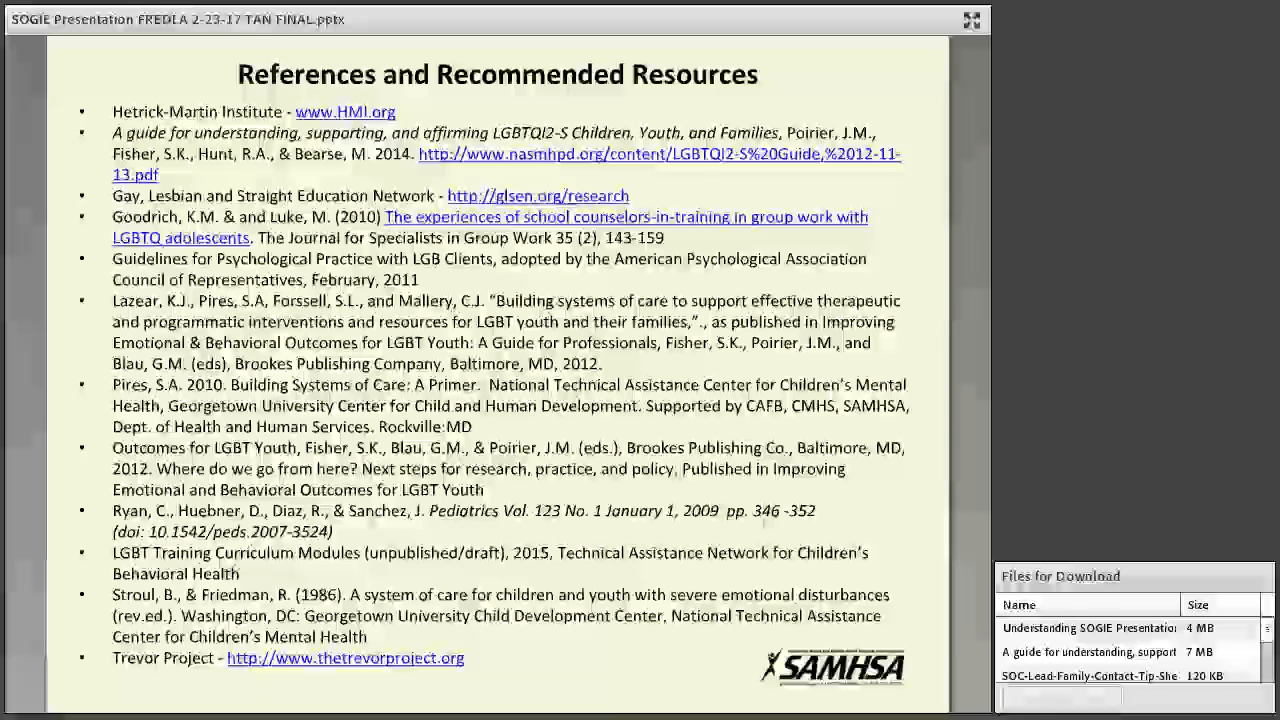 SOGIE Presentation FREDLA 2-23-17 TAN FINAL.pptx
References and Recommended Resources
• Hetrick-Martin Institute - www.HMI.org
• A guide for understanding, supporting, and affirming LGBTQI2-S Children, Youth, and Families, Poirier, J.M.,
Fisher, S.K., Hunt, R.A., & Bearse, M. 2014. http://www.nasmhpd.org/content/LGBTQI2-S%20Guide,%2012-11-
13.pdf
• Gay, Lesbian and Straight Education Network - http://glsen.org/research
• Goodrich, K.M. & and Luke, M. (2010) The experiences of school counselors-in-training in group work with
LGBTQ adolescents. The Journal for Specialists in Group Work 35 (2), 143-159
• Guidelines for Psychological Practice with LGB Clients, adopted by the American Psychological Association
Council of Representatives, February, 2011
• Lazear, K.J., Pires, S.A, Forssell, S.L., and Mallery, C.J. “Building systems of care to support effective therapeutic
and programmatic interventions and resources for LGBT youth and their families,”., as published in Improving
Emotional & Behavioral Outcomes for LGBT Youth: A Guide for Professionals, Fisher, S.K., Poirier, J.M., and
Blau, G.M. (eds), Brookes Publishing Company, Baltimore, MD, 2012.
• Pires, S.A. 2010. Building Systems of Care: A Primer. National Technical Assistance Center for Children’s Mental
Health, Georgetown University Center for Child and Human Development. Supported by CAFB, CMHS, SAMHSA,
Dept. of Health and Human Services. Rockville:MD
• Outcomes for LGBT Youth, Fisher, S.K., Blau, G.M., & Poirier, J.M. (eds.), Brookes Publishing Co., Baltimore, MD,
2012. Where do we go from here? Next steps for research, practice, and policy, Published in Improving
Emotional and Behavioral Outcomes for LGBT Youth
• Ryan, C., Huebner, D., Diaz, R., & Sanchez, J. Pediatrics Vol. 123 No. 1 January 1, 2009 pp. 346 -352
(doi: 10.1542/peds.2007-3524)
• LGBT Training Curriculum Modules (unpublished/draft), 2015, Technical Assistance Network for Children’s
Behavioral Health
• Stroul, B., & Friedman, R. (1986). A system of care for children and youth with severe emotional disturbances
(rev.ed.). Washington, DC: Georgetown University Child Development Center, National Technical Assistance
Center for Children’s Mental Health
• Trevor Project - http://www.thetrevorproject.org
SAMHSA
Files for Download
Name Size
Understanding SOGIE Presentation 4 MB
A guide for understanding, support 7 MB
SOC-Lead-Family-Contact-Tip-She 120 KB